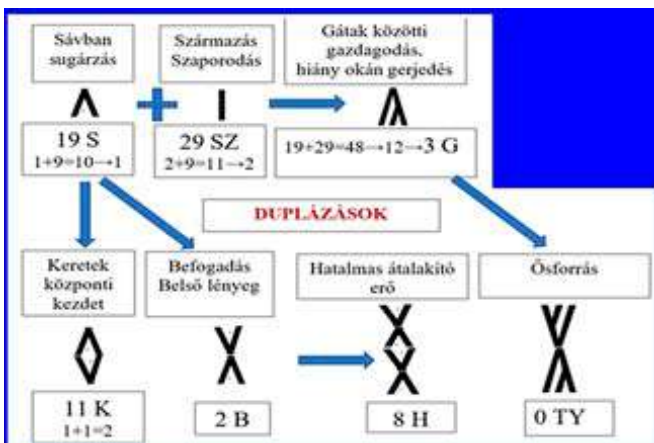 Sávban
sugárzás
Származás
Szaporodás
Gátak közötti
gazdagodás,
hiány okán gerjedés
19 S
1+9=10→1
29 SZ
2+9=11→2
19+29=48→12→3 G
DUPLÁZÁSOK
Keretek
központi
kezdet
Befogadás
Belső lényeg
Hatalmas átalakító
erő
Ősforrás
11 K
1+1=2
2 B
8 H
0 TY